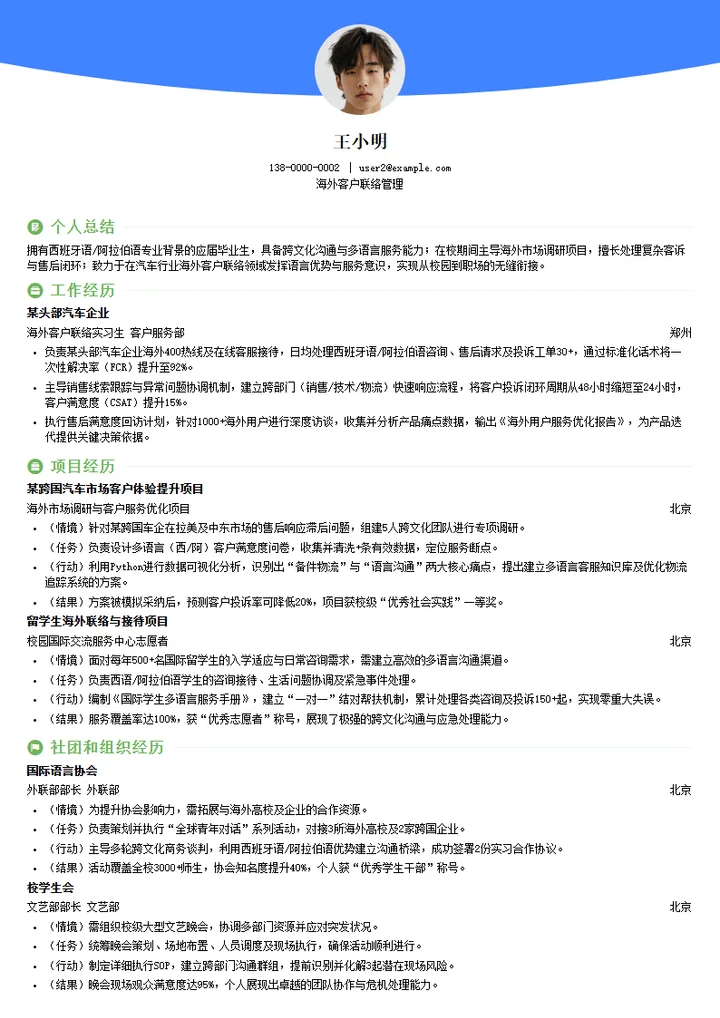 王小明
138-0000-0002 | user2@example.com
海外客户联络管理
个人总结
拥有西班牙语/阿拉伯语专业背景的应届毕业生，具备跨文化沟通与多语言服务能力；在校期间主导海外市场调研项目，擅长处理复杂客诉
与售后闭环；致力于在汽车行业海外客户联络领域发挥语言优势与服务意识，实现从校园到职场的无缝衔接。
工作经历
某头部汽车企业
海外客户联络实习生 客户服务部 郑州
• 负责某头部汽车企业海外400热线及在线客服接待，日均处理西班牙语/阿拉伯语咨询、售后请求及投诉工单30+，通过标准化话术将一
次性解决率（FCR）提升至92%。
• 主导销售线索跟踪与异常问题协调机制，建立跨部门（销售/技术/物流）快速响应流程，将客户投诉闭环周期从48小时缩短至24小时，
客户满意度（CSAT）提升15%。
• 执行售后满意度回访计划，针对1000+海外用户进行深度访谈，收集并分析产品痛点数据，输出《海外用户服务优化报告》，为产品迭
代提供关键决策依据。
项目经历
某跨国汽车市场客户体验提升项目
海外市场调研与客户服务优化项目 北京
• （情境）针对某跨国车企在拉美及中东市场的售后响应滞后问题，组建5人跨文化团队进行专项调研。
• （任务）负责设计多语言（西/阿）客户满意度问卷，收集并清洗+条有效数据，定位服务断点。
• （行动）利用Python进行数据可视化分析，识别出“备件物流”与“语言沟通”两大核心痛点，提出建立多语言客服知识库及优化物流
追踪系统的方案。
• （结果）方案被模拟采纳后，预测客户投诉率可降低20%，项目获校级“优秀社会实践”一等奖。
留学生海外联络与接待项目
校园国际交流服务中心志愿者 北京
• （情境）面对每年500+名国际留学生的入学适应与日常咨询需求，需建立高效的多语言沟通渠道。
• （任务）负责西语/阿拉伯语学生的咨询接待、生活问题协调及紧急事件处理。
• （行动）编制《国际学生多语言服务手册》，建立“一对一”结对帮扶机制，累计处理各类咨询及投诉150+起，实现零重大失误。
• （结果）服务覆盖率达100%，获“优秀志愿者”称号，展现了极强的跨文化沟通与应急处理能力。
社团和组织经历
国际语言协会
外联部部长 外联部 北京
• （情境）为提升协会影响力，需拓展与海外高校及企业的合作资源。
• （任务）负责策划并执行“全球青年对话”系列活动，对接3所海外高校及2家跨国企业。
• （行动）主导多轮跨文化商务谈判，利用西班牙语/阿拉伯语优势建立沟通桥梁，成功签署2份实习合作协议。
• （结果）活动覆盖全校3000+师生，协会知名度提升40%，个人获“优秀学生干部”称号。
校学生会
文艺部部长 文艺部 北京
• （情境）需组织校级大型文艺晚会，协调多部门资源并应对突发状况。
• （任务）统筹晚会策划、场地布置、人员调度及现场执行，确保活动顺利进行。
• （行动）制定详细执行SOP，建立跨部门沟通群组，提前识别并化解3起潜在现场风险。
• （结果）晚会现场观众满意度达95%，个人展现出卓越的团队协作与危机处理能力。